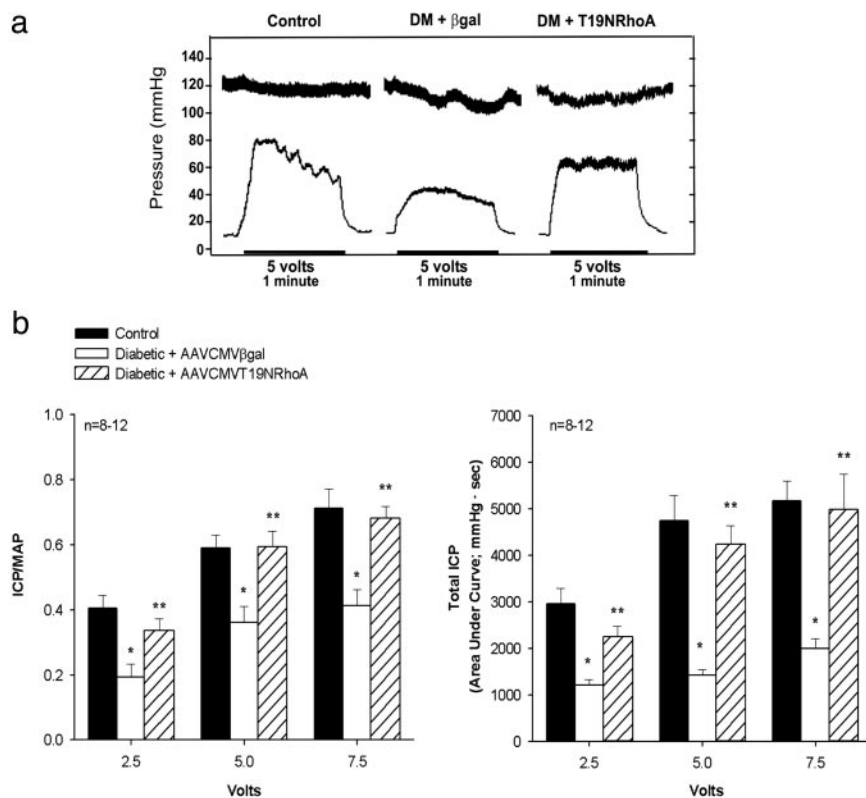 a
Control
DM + βgal
DM + T19NRhoA
Pressure (mmHg
140
120
100
80
60
40
20
0
5 volts
1 minute
5 volts
1 minute
5 volts
1 minute
b
Control
Diabetic + AAVCMVβgal
Diabetic + AAVCMVT19NRhoA
ICP/MAP
1.0
0.8
0.6
0.4
0.2
0.0
n=8-12
*
**
*
**
*
**
2.5
5.0
7.5
Volts
Total ICP
(Area Under Curve; mmHg - sec)
7000
6000
5000
4000
3000
2000
1000
0
n=8-12
*
**
*
**
*
**
2.5
5.0
7.5
Volts